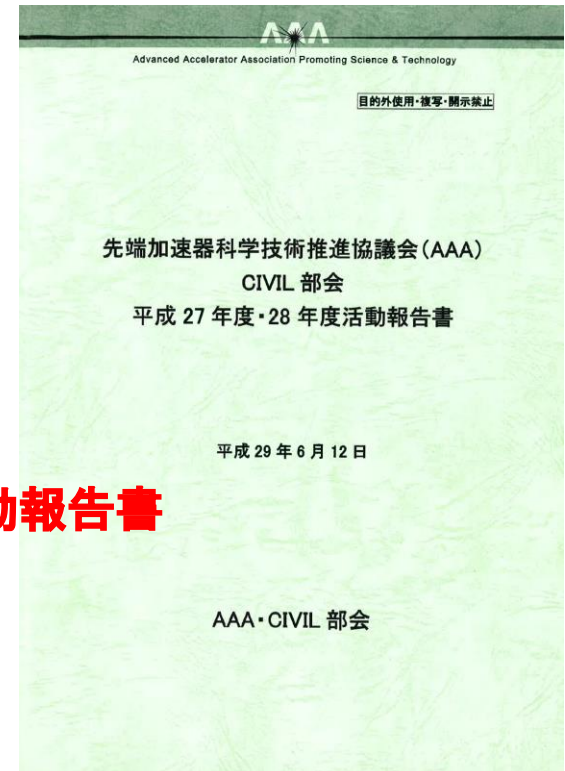 AAA
Advanced Accelerator Association Promoting Science & Technology
目的外使用・複写・開示禁止
先端加速器科学技術推進協議会(AAA)
CIVIL 部会
平成 27 年度・28 年度活動報告書
平成 29 年 6 月 12 日
動報告書
AAA・CIVIL 部会